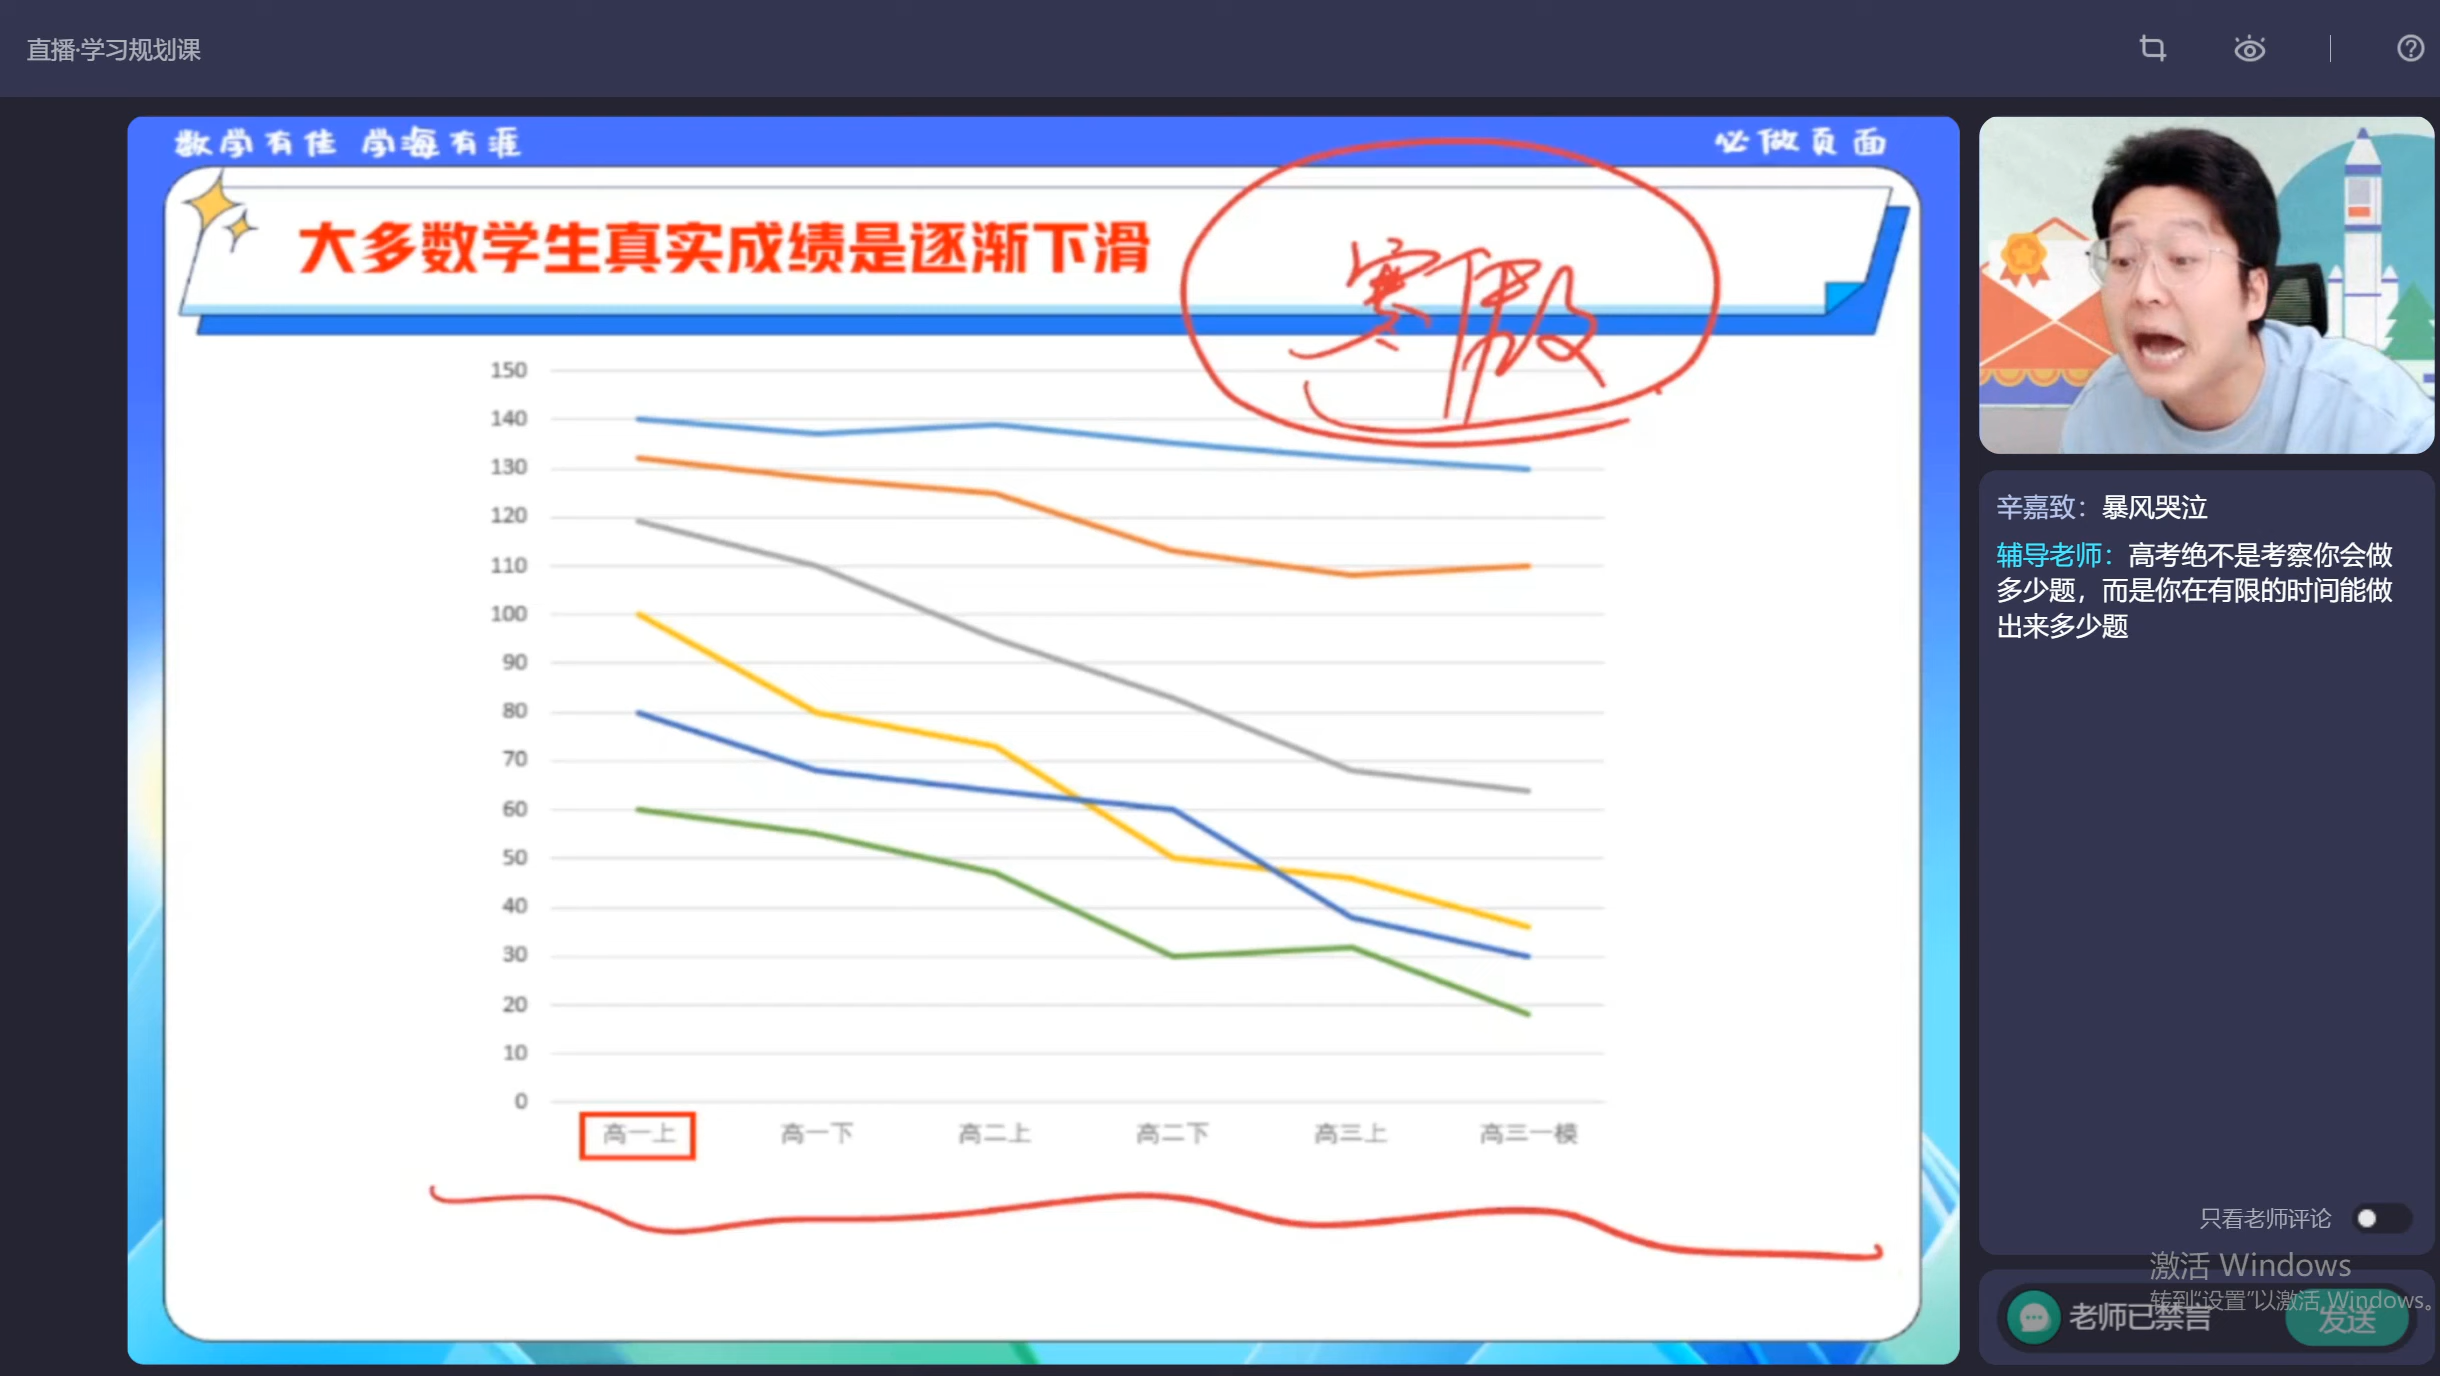 直播·学习规划课
数学有佳 学海有涯
必做页面
大多数学生真实成绩是逐渐下滑
寒假
150
140
130
120
110
100
90
80
70
60
50
40
30
20
10
0
高一上
高一下
高二上
高二下
高三上
高三一模
辛嘉致：暴风哭泣
辅导老师：高考绝不是考察你会做
多少题，而是你在有限的时间能做
出来多少题
只看老师评论
激活 Windows
转到"设置"以激活 Windows。
老师已禁言
发送